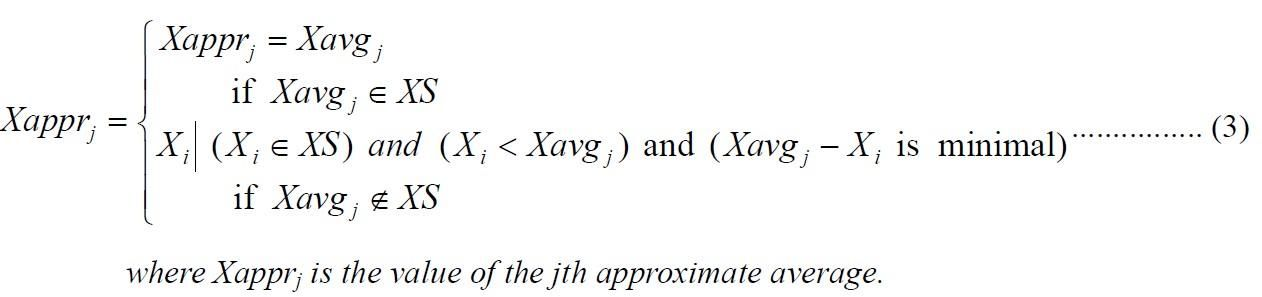 Xappr_j = Xavg_j
if Xavg_j ∈ XS
Xappr_j = { X_i | (X_i ∈ XS) and (X_i < Xavg_j) and (Xavg_j − X_i is minimal) ................ (3)
if Xavg_j ∉ XS
where Xappr_j is the value of the jth approximate average.